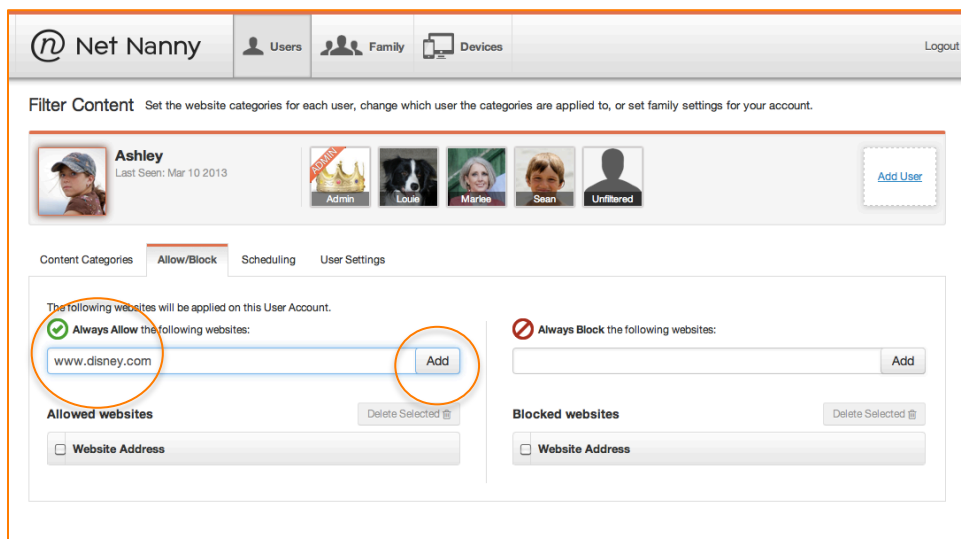 Net Nanny
Users
Family
Devices
Logout
Filter Content Set the website categories for each user, change which user the categories are applied to, or set family settings for your account.
Ashley
Last Seen: Mar 10 2013
ADMIN
Admin
Louie
Marlee
Sean
Unfiltered
Add User
Content Categories
Allow/Block
Scheduling
User Settings
The following websites will be applied on this User Account.
Always Allow the following websites:
www.disney.com
Add
Allowed websites
Delete Selected
Website Address
Always Block the following websites:
Add
Blocked websites
Delete Selected
Website Address